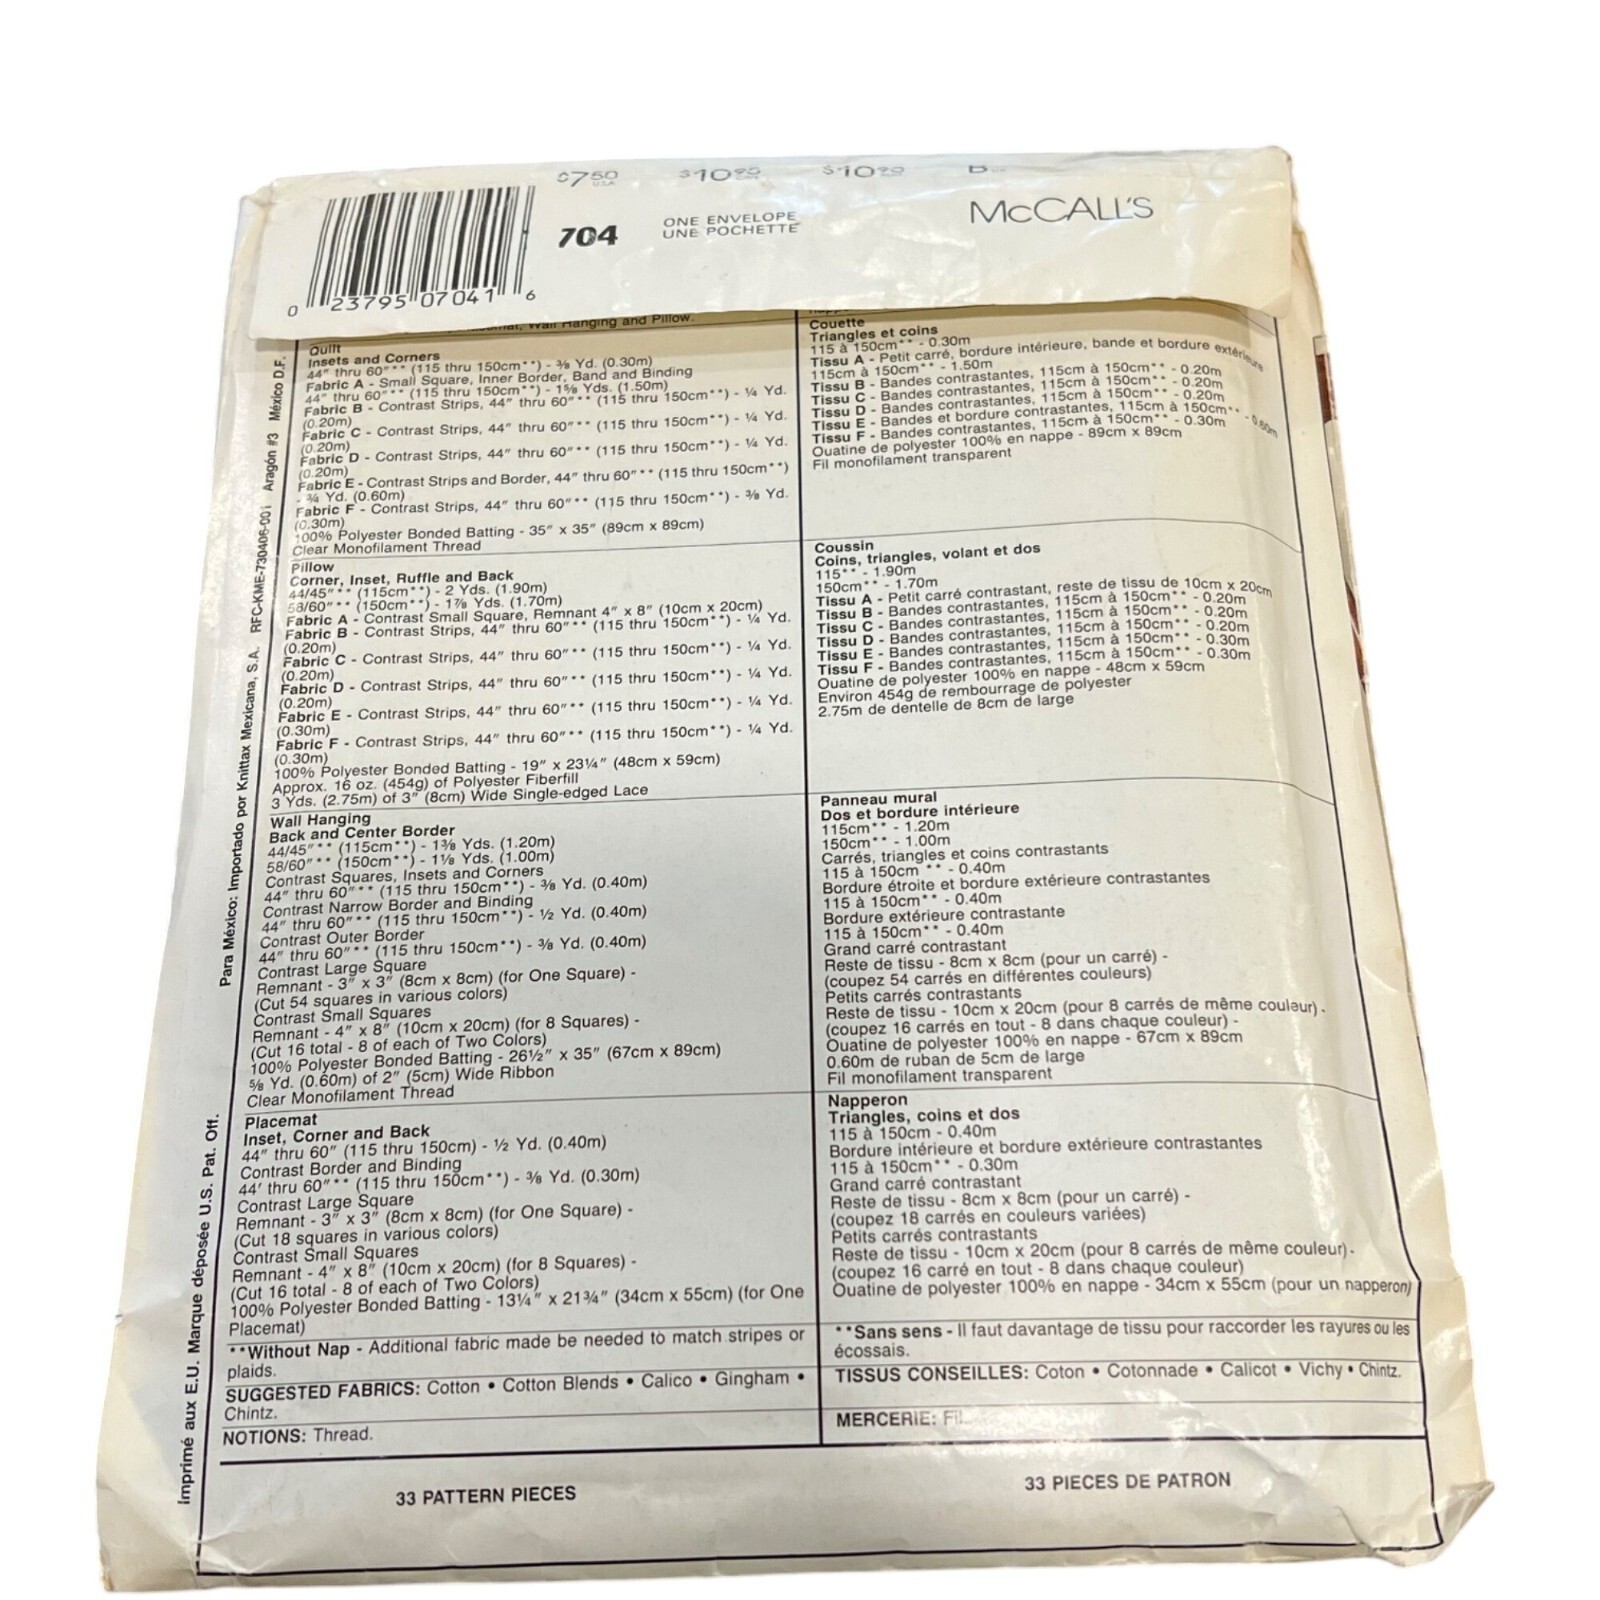 $7.50 U.S.A. $10.90 $10.90
704
ONE ENVELOPE
UNE POCHETTE
McCALL'S
0 23795 07041 6
Wall Hanging and Pillow.
Quilt
Insets and Corners
44" thru 60"** (115 thru 150cm**) - ⅜ Yd. (0.30m)
Fabric A - Small Square, Inner Border, Band and Binding
44" thru 60"** (115 thru 150cm**) - 1⅝ Yds. (1.50m)
Fabric B - Contrast Strips, 44" thru 60"** (115 thru 150cm**) - ¼ Yd.
(0.20m)
Fabric C - Contrast Strips, 44" thru 60"** (115 thru 150cm**) - ¼ Yd.
(0.20m)
Fabric D - Contrast Strips, 44" thru 60"** (115 thru 150cm**) - ¼ Yd.
(0.20m)
Fabric E - Contrast Strips and Border, 44" thru 60"** (115 thru 150cm**)
- ¾ Yd. (0.60m)
Fabric F - Contrast Strips, 44" thru 60"** (115 thru 150cm**) - ⅜ Yd.
(0.30m)
100% Polyester Bonded Batting - 35" x 35" (89cm x 89cm)
Clear Monofilament Thread
Pillow
Corner, Inset, Ruffle and Back
44/45"** (115cm**) - 2 Yds. (1.90m)
58/60"** (150cm**) - 1⅞ Yds. (1.70m)
Fabric A - Contrast Small Square, Remnant 4" x 8" (10cm x 20cm)
Fabric B - Contrast Strips, 44" thru 60"** (115 thru 150cm**) - ¼ Yd.
(0.20m)
Fabric C - Contrast Strips, 44" thru 60"** (115 thru 150cm**) - ¼ Yd.
(0.20m)
Fabric D - Contrast Strips, 44" thru 60"** (115 thru 150cm**) - ¼ Yd.
(0.20m)
Fabric E - Contrast Strips, 44" thru 60"** (115 thru 150cm**) - ¼ Yd.
(0.30m)
Fabric F - Contrast Strips, 44" thru 60"** (115 thru 150cm**) - ¼ Yd.
(0.30m)
100% Polyester Bonded Batting - 19" x 23¼" (48cm x 59cm)
Approx. 16 oz. (454g) of Polyester Fiberfill
3 Yds. (2.75m) of 3" (8cm) Wide Single-edged Lace
Wall Hanging
Back and Center Border
44/45"** (115cm**) - 1⅜ Yds. (1.20m)
58/60"** (150cm**) - 1⅛ Yds. (1.00m)
Contrast Squares, Insets and Corners
44" thru 60"** (115 thru 150cm**) - ⅜ Yd. (0.40m)
Contrast Narrow Border and Binding
44" thru 60"** (115 thru 150cm**) - ½ Yd. (0.40m)
Contrast Outer Border
44" thru 60"** (115 thru 150cm**) - ⅜ Yd. (0.40m)
Contrast Large Square
Remnant - 3" x 3" (8cm x 8cm) (for One Square) -
(Cut 54 squares in various colors)
Contrast Small Squares
Remnant - 4" x 8" (10cm x 20cm) (for 8 Squares) -
(Cut 16 total - 8 of each of Two Colors)
100% Polyester Bonded Batting - 26½" x 35" (67cm x 89cm)
⅝ Yd. (0.60m) of 2" (5cm) Wide Ribbon
Clear Monofilament Thread
Placemat
Inset, Corner and Back
44" thru 60" (115 thru 150cm) - ½ Yd. (0.40m)
Contrast Border and Binding
44' thru 60"** (115 thru 150cm**) - ⅜ Yd. (0.30m)
Contrast Large Square
Remnant - 3" x 3" (8cm x 8cm) (for One Square) -
(Cut 18 squares in various colors)
Contrast Small Squares
Remnant - 4" x 8" (10cm x 20cm) (for 8 Squares) -
(Cut 16 total - 8 of each of Two Colors)
100% Polyester Bonded Batting - 13¼" x 21¾" (34cm x 55cm) (for One
Placemat)
**Without Nap - Additional fabric made be needed to match stripes or
plaids.
SUGGESTED FABRICS: Cotton • Cotton Blends • Calico • Gingham •
Chintz.
NOTIONS: Thread.
33 PATTERN PIECES
Couette
Triangles et coins
115 à 150cm** - 0.30m
Tissu A - Petit carré, bordure intérieure, bande et bordure extérieure
115cm à 150cm** - 1.50m
Tissu B - Bandes contrastantes, 115cm à 150cm** - 0.20m
Tissu C - Bandes contrastantes, 115cm à 150cm** - 0.20m
Tissu D - Bandes contrastantes, 115cm à 150cm** - 0.20m
Tissu E - Bandes et bordure contrastantes, 115cm à 150cm** - 0.60m
Tissu F - Bandes contrastantes, 115cm à 150cm** - 0.30m
Ouatine de polyester 100% en nappe - 89cm x 89cm
Fil monofilament transparent
Coussin
Coins, triangles, volant et dos
115** - 1.90m
150cm** - 1.70m
Tissu A - Petit carré contrastant, reste de tissu de 10cm x 20cm
Tissu B - Bandes contrastantes, 115cm à 150cm** - 0.20m
Tissu C - Bandes contrastantes, 115cm à 150cm** - 0.20m
Tissu D - Bandes contrastantes, 115cm à 150cm** - 0.20m
Tissu E - Bandes contrastantes, 115cm à 150cm** - 0.30m
Tissu F - Bandes contrastantes, 115cm à 150cm** - 0.30m
Ouatine de polyester 100% en nappe - 48cm x 59cm
Environ 454g de rembourrage de polyester
2.75m de dentelle de 8cm de large
Panneau mural
Dos et bordure intérieure
115cm** - 1.20m
150cm** - 1.00m
Carrés, triangles et coins contrastants
115 à 150cm ** - 0.40m
Bordure étroite et bordure extérieure contrastantes
115 à 150cm** - 0.40m
Bordure extérieure contrastante
115 à 150cm** - 0.40m
Grand carré contrastant
Reste de tissu - 8cm x 8cm (pour un carré) -
(coupez 54 carrés en différentes couleurs)
Petits carrés contrastants
Reste de tissu - 10cm x 20cm (pour 8 carrés de même couleur) -
(coupez 16 carrés en tout - 8 dans chaque couleur) -
Ouatine de polyester 100% en nappe - 67cm x 89cm
0.60m de ruban de 5cm de large
Fil monofilament transparent
Napperon
Triangles, coins et dos
115 à 150cm - 0.40m
Bordure intérieure et bordure extérieure contrastantes
115 à 150cm** - 0.30m
Grand carré contrastant
Reste de tissu - 8cm x 8cm (pour un carré) -
(coupez 18 carrés en couleurs variées)
Petits carrés contrastants
Reste de tissu - 10cm x 20cm (pour 8 carrés de même couleur) -
(coupez 16 carré en tout - 8 dans chaque couleur)
Ouatine de polyester 100% en nappe - 34cm x 55cm (pour un napperon)
**Sans sens - Il faut davantage de tissu pour raccorder les rayures ou les
écossais.
TISSUS CONSEILLES: Coton • Cotonnade • Calicot • Vichy • Chintz.
MERCERIE: Fil.
33 PIECES DE PATRON
Imprimé aux E.U. Marque déposée U.S. Pat. Off. Para México: Importado por Knittax Mexicana, S.A. RFC-KME-730406-001 Aragón #3 México D.F.